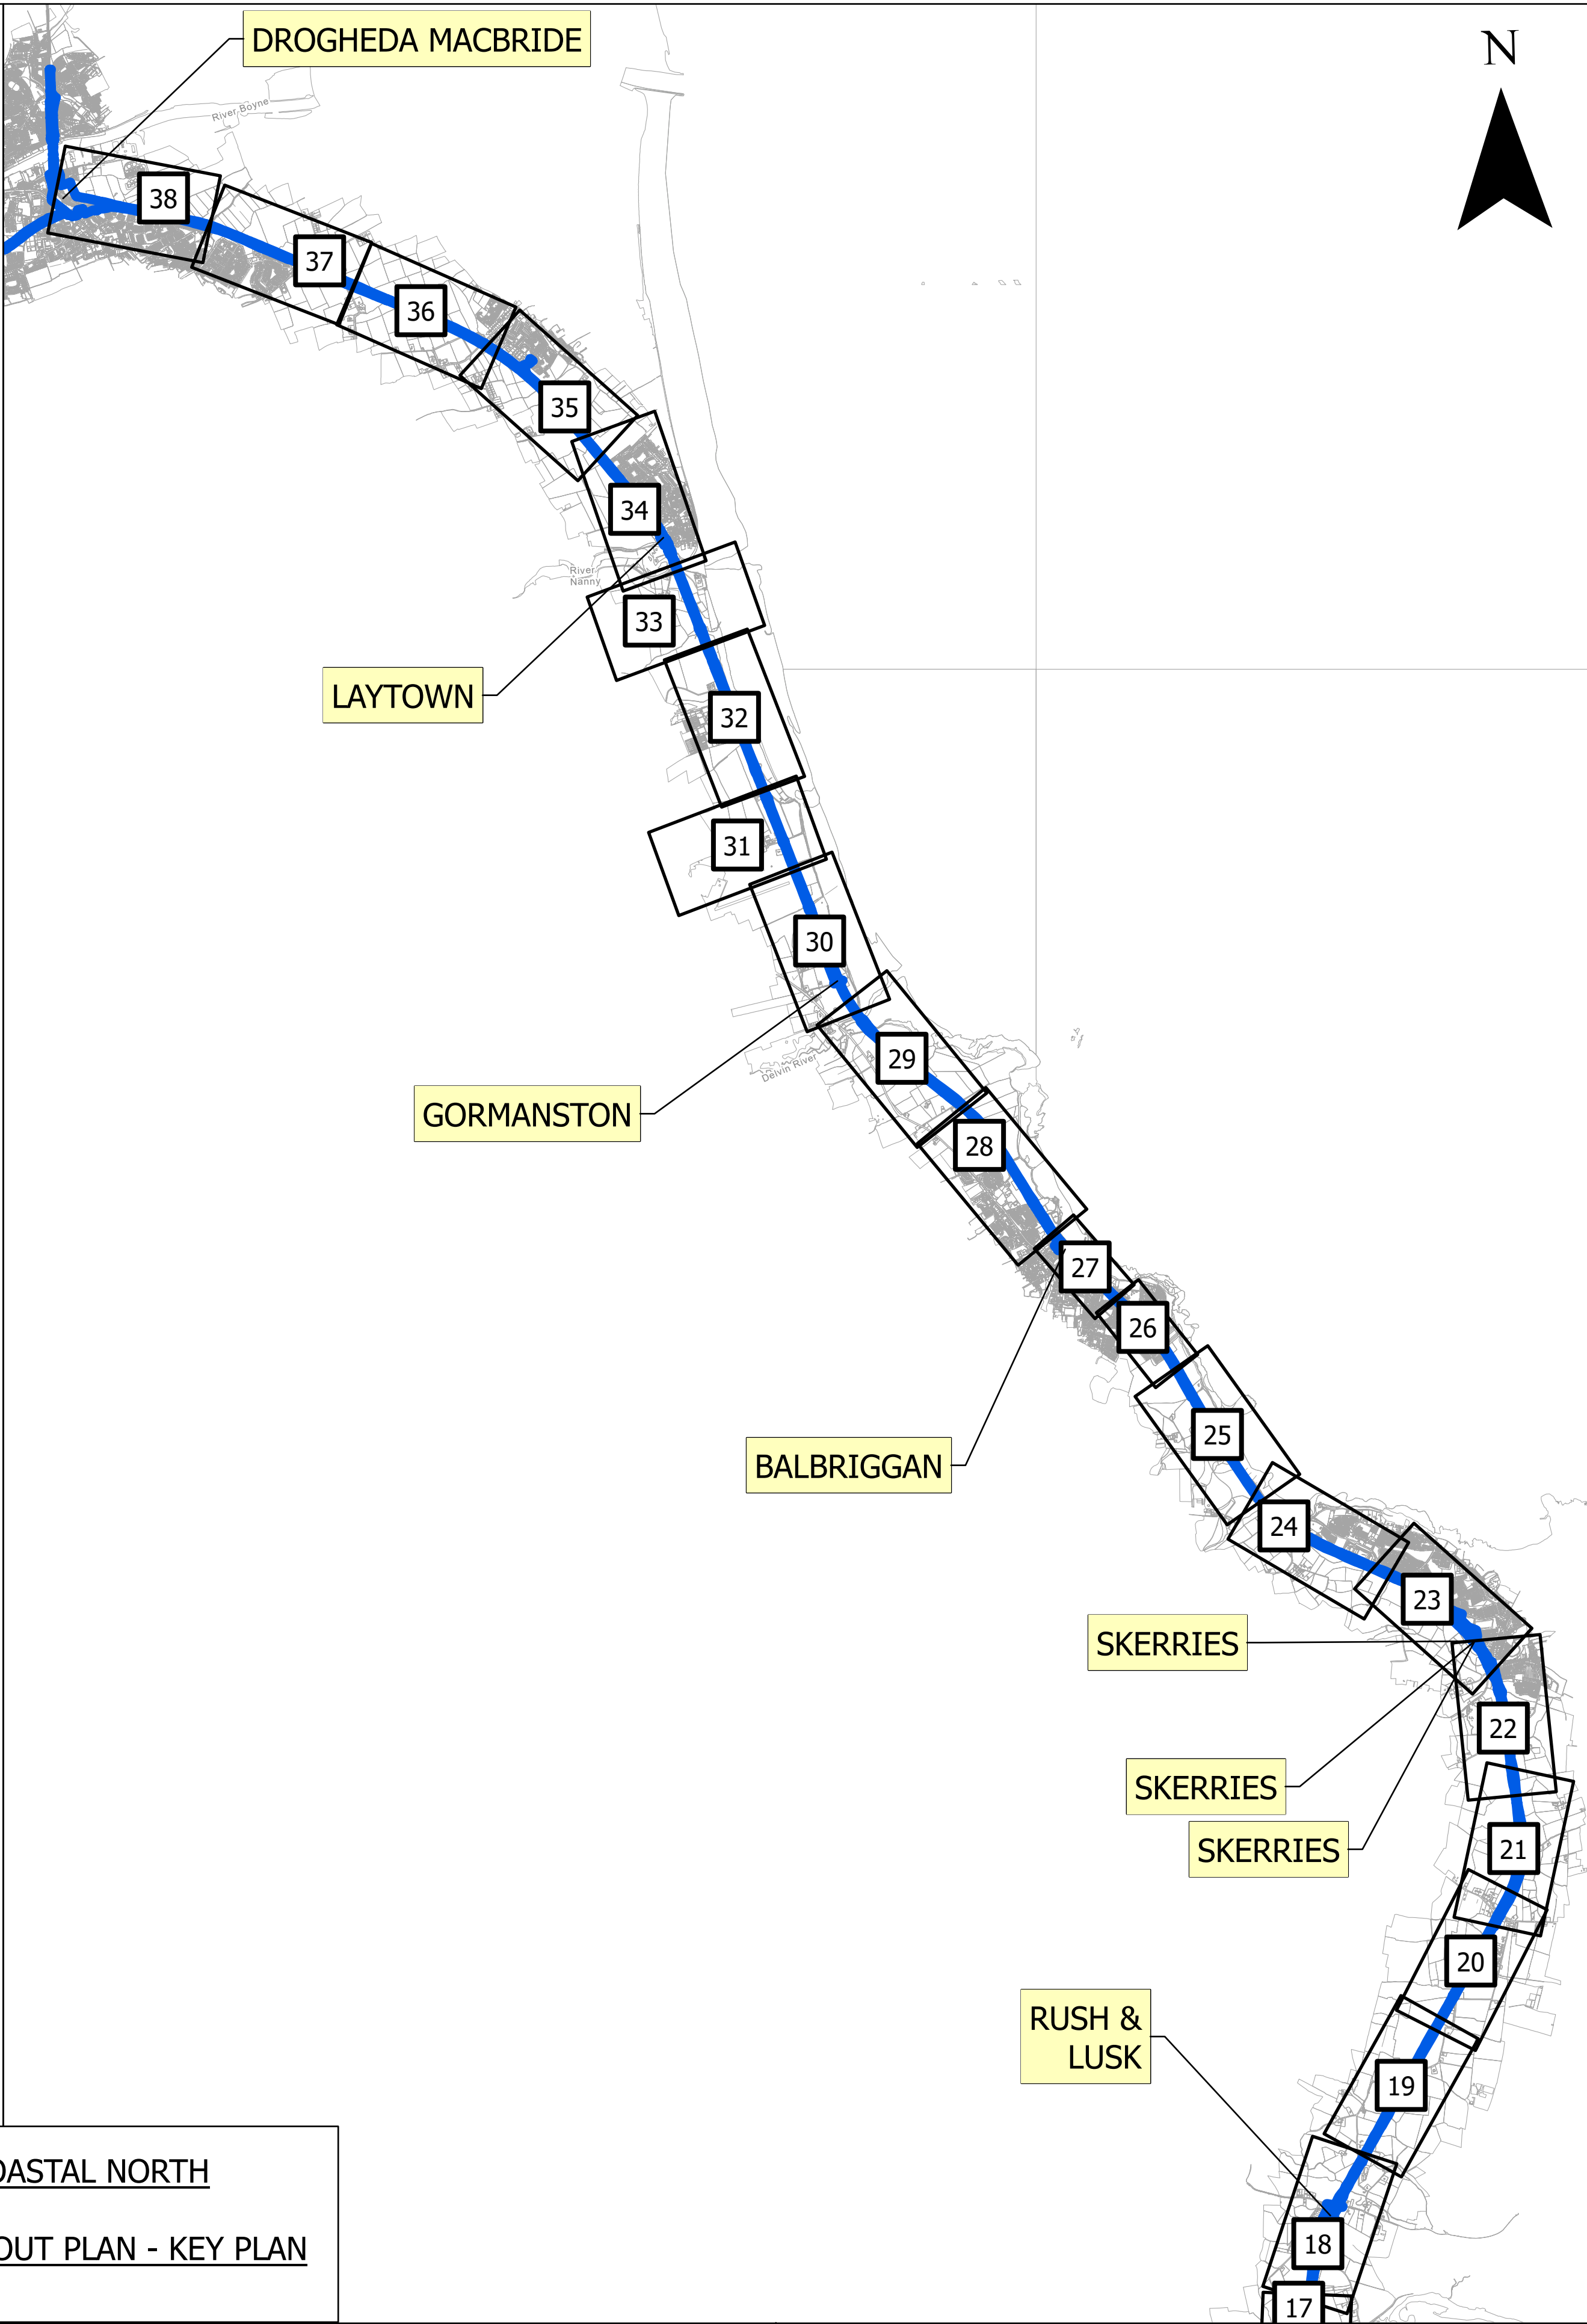 DROGHEDA MACBRIDE
N
River Boyne
38
37
36
35
34
River
Nanny
33
LAYTOWN
32
31
30
29
Delvin River
GORMANSTON
28
27
26
25
BALBRIGGAN
24
23
SKERRIES
22
SKERRIES
SKERRIES
21
20
RUSH &
LUSK
19
OASTAL NORTH
18
OUT PLAN - KEY PLAN
17